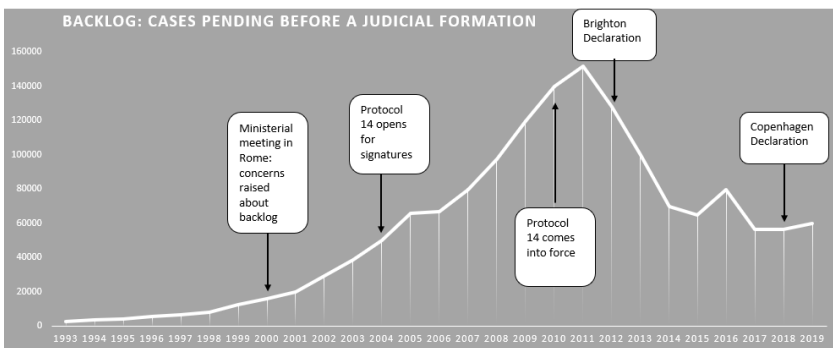 BACKLOG: CASES PENDING BEFORE A JUDICIAL FORMATION
Brighton
Declaration
160000
140000
120000
100000
80000
60000
40000
20000
0
Ministerial
meeting in
Rome:
concerns
raised
about
backlog
Protocol
14 opens
for
signatures
Protocol
14 comes
into force
Copenhagen
Declaration
1993 1994 1995 1996 1997 1998 1999 2000 2001 2002 2003 2004 2005 2006 2007 2008 2009 2010 2011 2012 2013 2014 2015 2016 2017 2018 2019